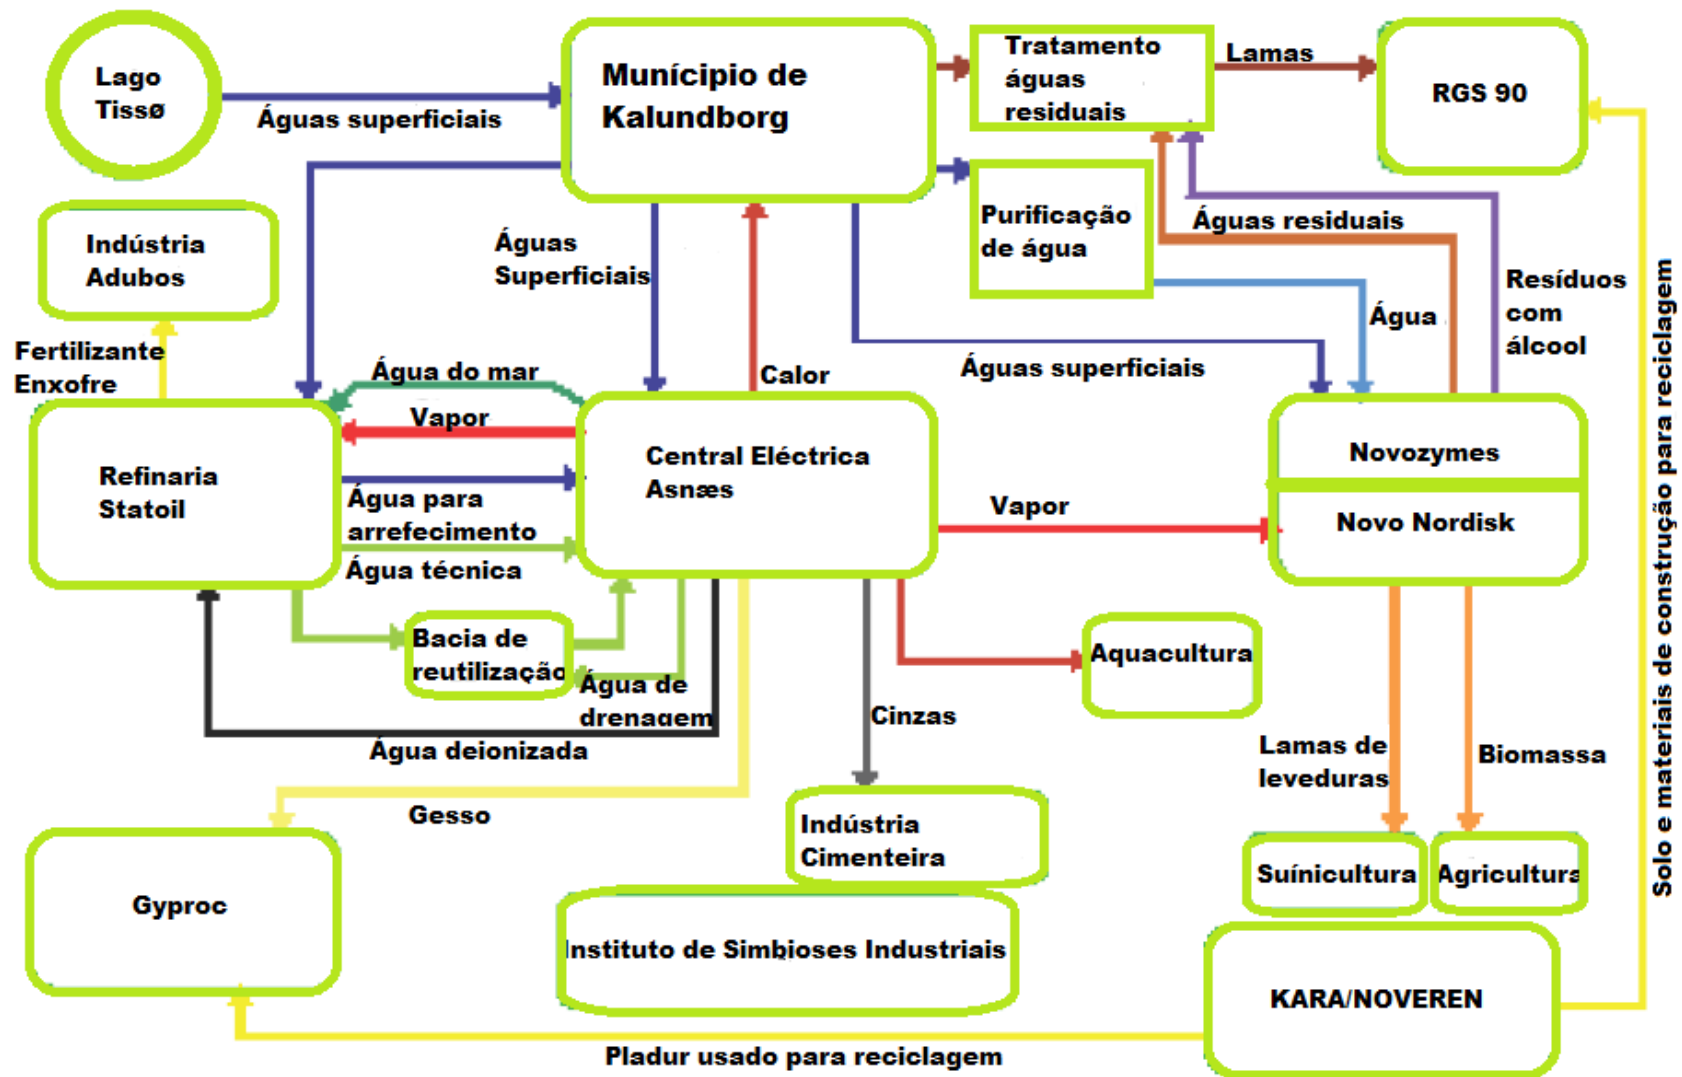 Lago
Tissø
Águas superficiais
Munícipio de
Kalundborg
Tratamento
águas
residuais
Lamas
RGS 90
Indústria
Adubos
Águas
Superficiais
Purificação
de água
Águas residuais
Resíduos
com
álcool
Água
Fertilizante
Enxofre
Água do mar
Calor
Águas superficiais
Vapor
Refinaria
Statoil
Central Eléctrica
Asnæs
Novozymes
Novo Nordisk
Água para
arrefecimento
Água técnica
Vapor
Solo e materiais de construção para reciclagem
Bacia de
reutilização
Água de
drenagem
Água deionizada
Aquacultura
Cinzas
Lamas de
leveduras
Biomassa
Gesso
Indústria
Cimenteira
Suínicultura
Agricultura
Gyproc
Instituto de Simbioses Industriais
KARA/NOVEREN
Pladur usado para reciclagem